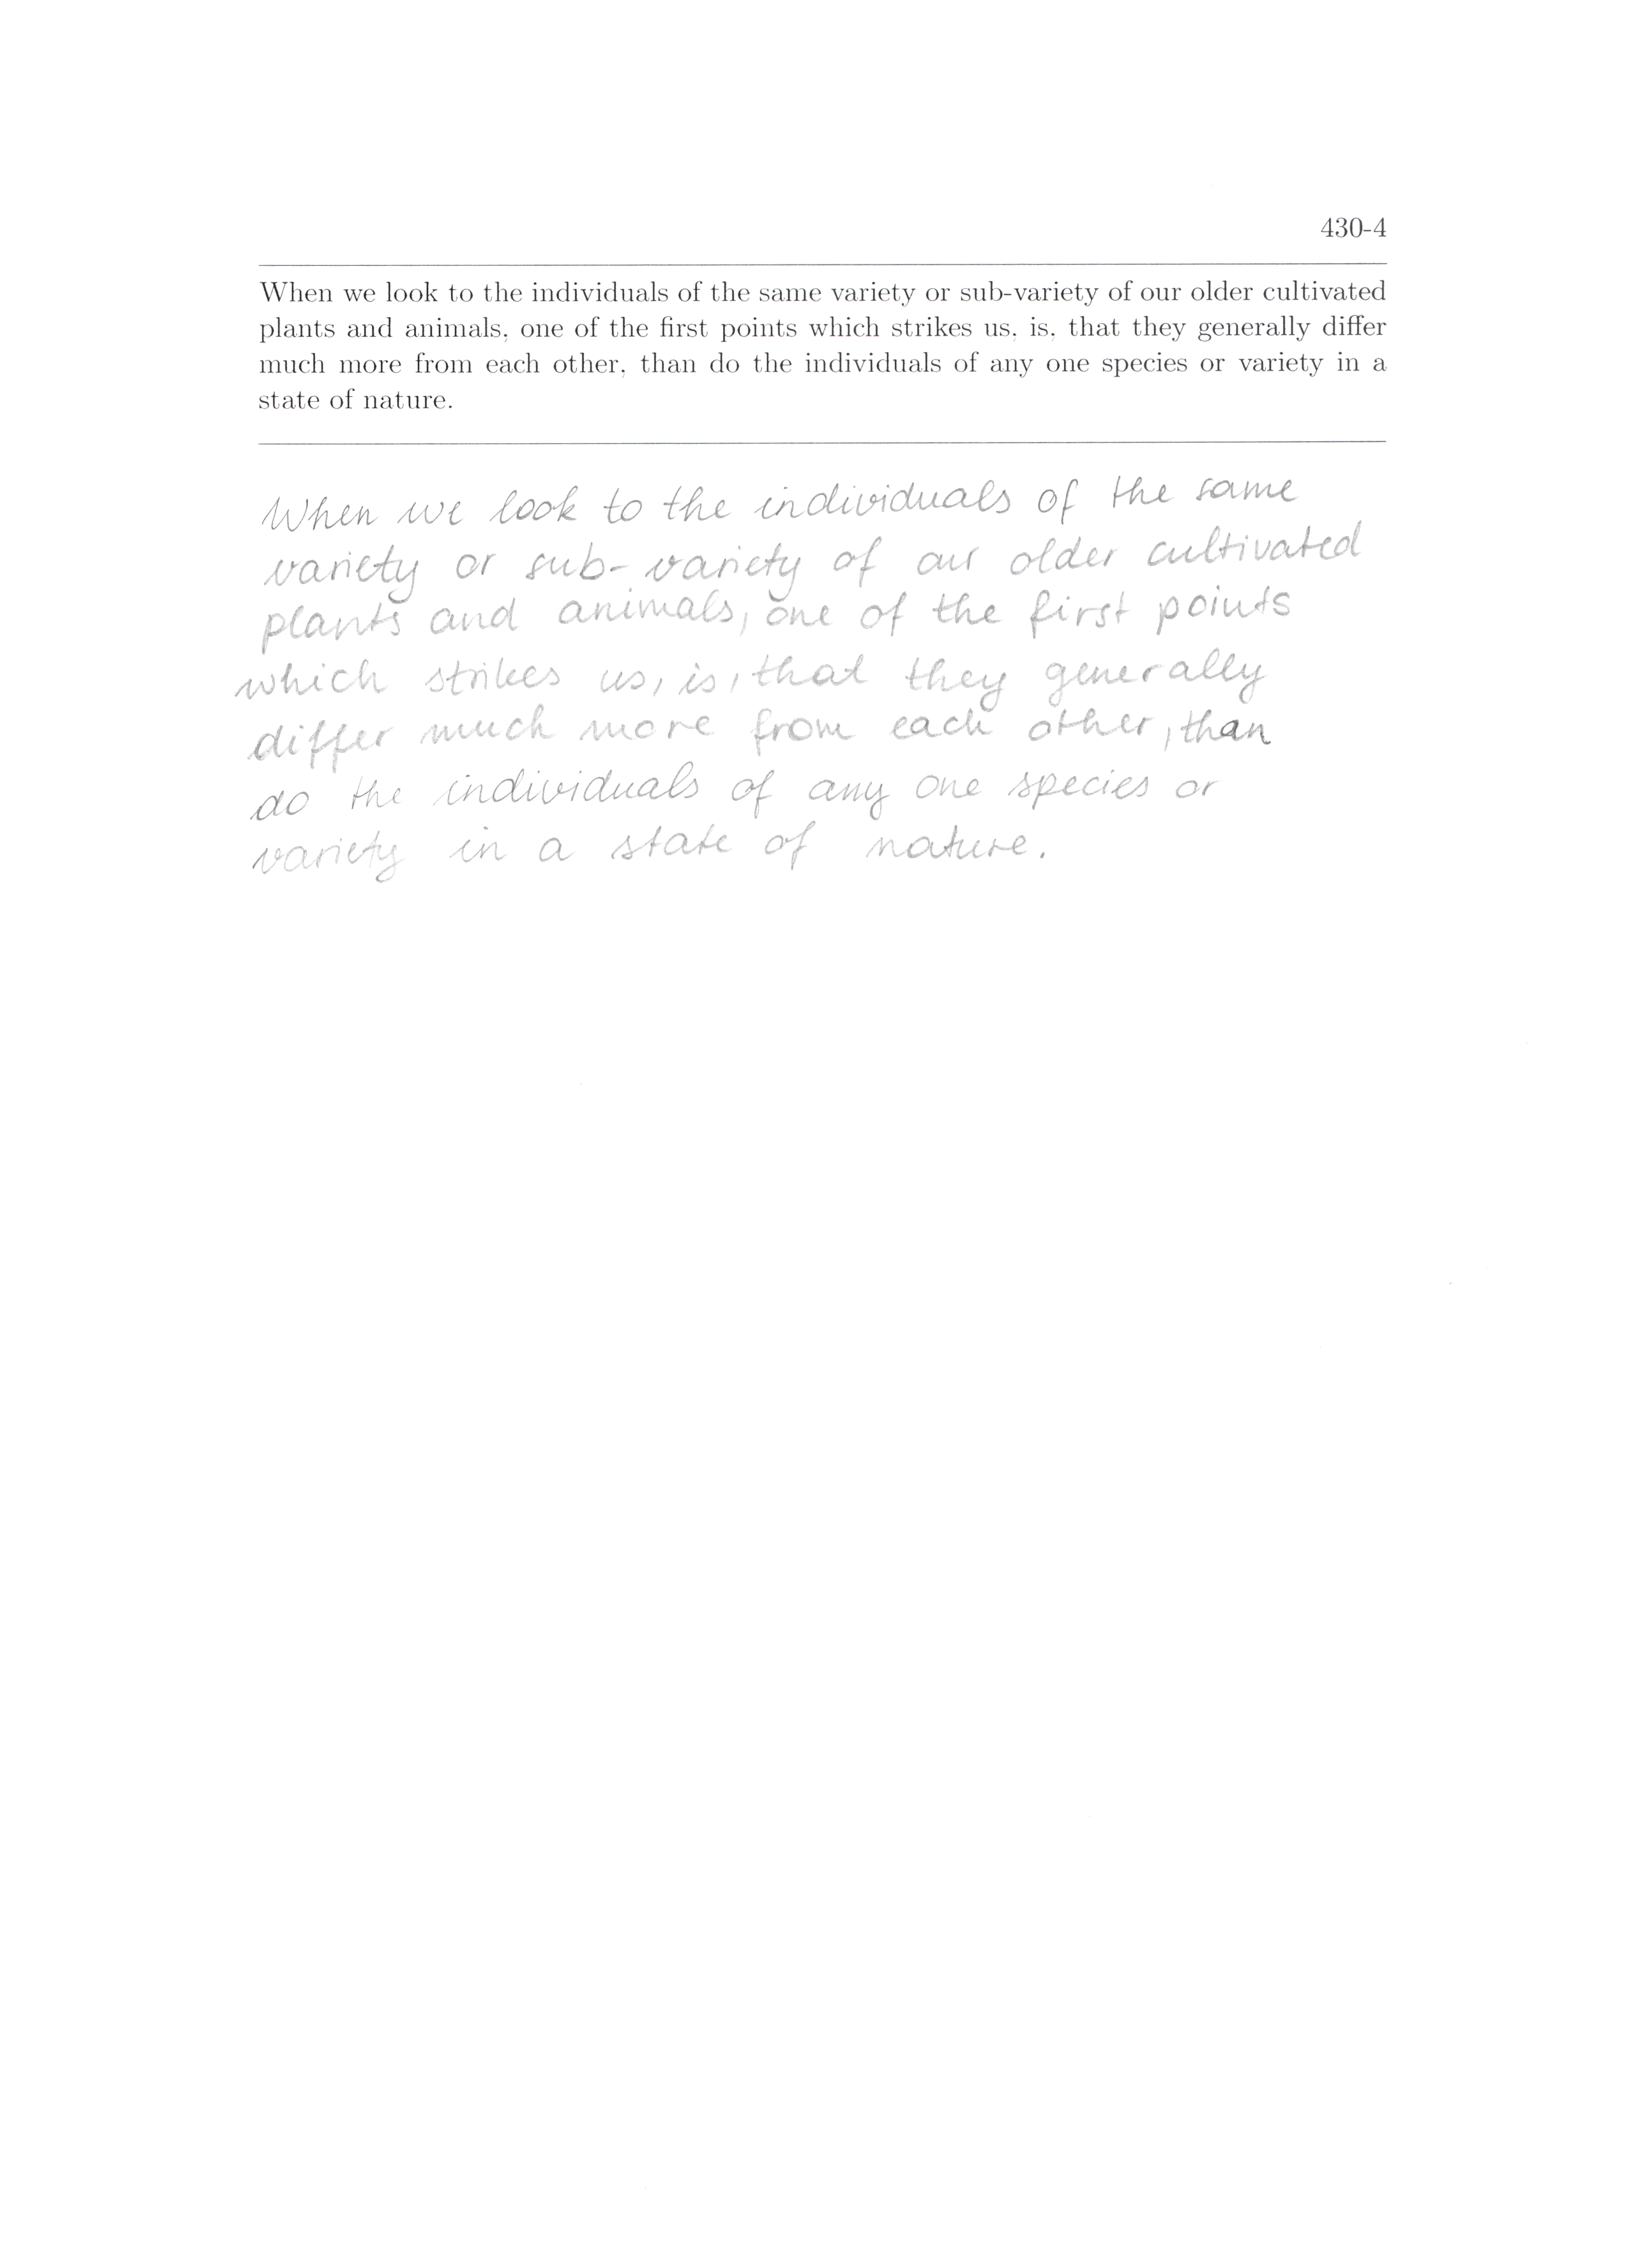 430-4
When we look to the individuals of the same variety or sub-variety of our older cultivated
plants and animals, one of the first points which strikes us, is, that they generally differ
much more from each other, than do the individuals of any one species or variety in a
state of nature.
When we look to the individuals of the same
variety or sub-variety of our older cultivated
plants and animals, one of the first points
which strikes us, is, that they generally
differ much more from each other, than
do the individuals of any one species or
variety in a state of nature.